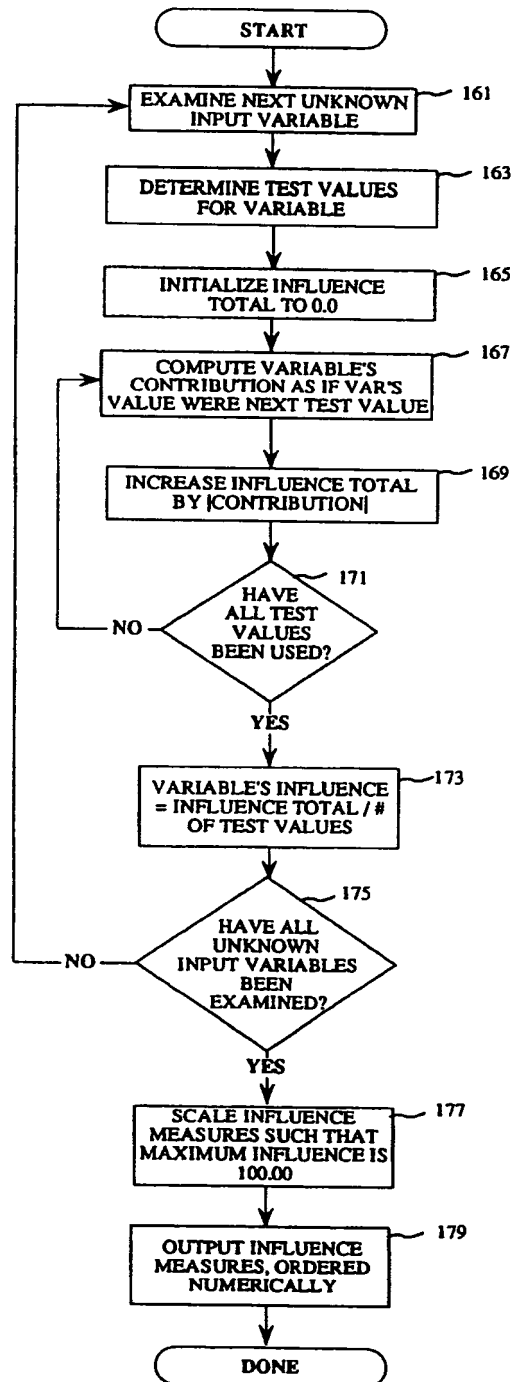 START
EXAMINE NEXT UNKNOWN
INPUT VARIABLE
161
DETERMINE TEST VALUES
FOR VARIABLE
163
INITIALIZE INFLUENCE
TOTAL TO 0.0
165
COMPUTE VARIABLE'S
CONTRIBUTION AS IF VAR'S
VALUE WERE NEXT TEST VALUE
167
INCREASE INFLUENCE TOTAL
BY |CONTRIBUTION|
169
HAVE
ALL TEST
VALUES
BEEN USED?
171
NO
YES
VARIABLE'S INFLUENCE
= INFLUENCE TOTAL / #
OF TEST VALUES
173
HAVE ALL
UNKNOWN
INPUT VARIABLES
BEEN
EXAMINED?
175
NO
YES
SCALE INFLUENCE
MEASURES SUCH THAT
MAXIMUM INFLUENCE IS
100.00
177
OUTPUT INFLUENCE
MEASURES, ORDERED
NUMERICALLY
179
DONE